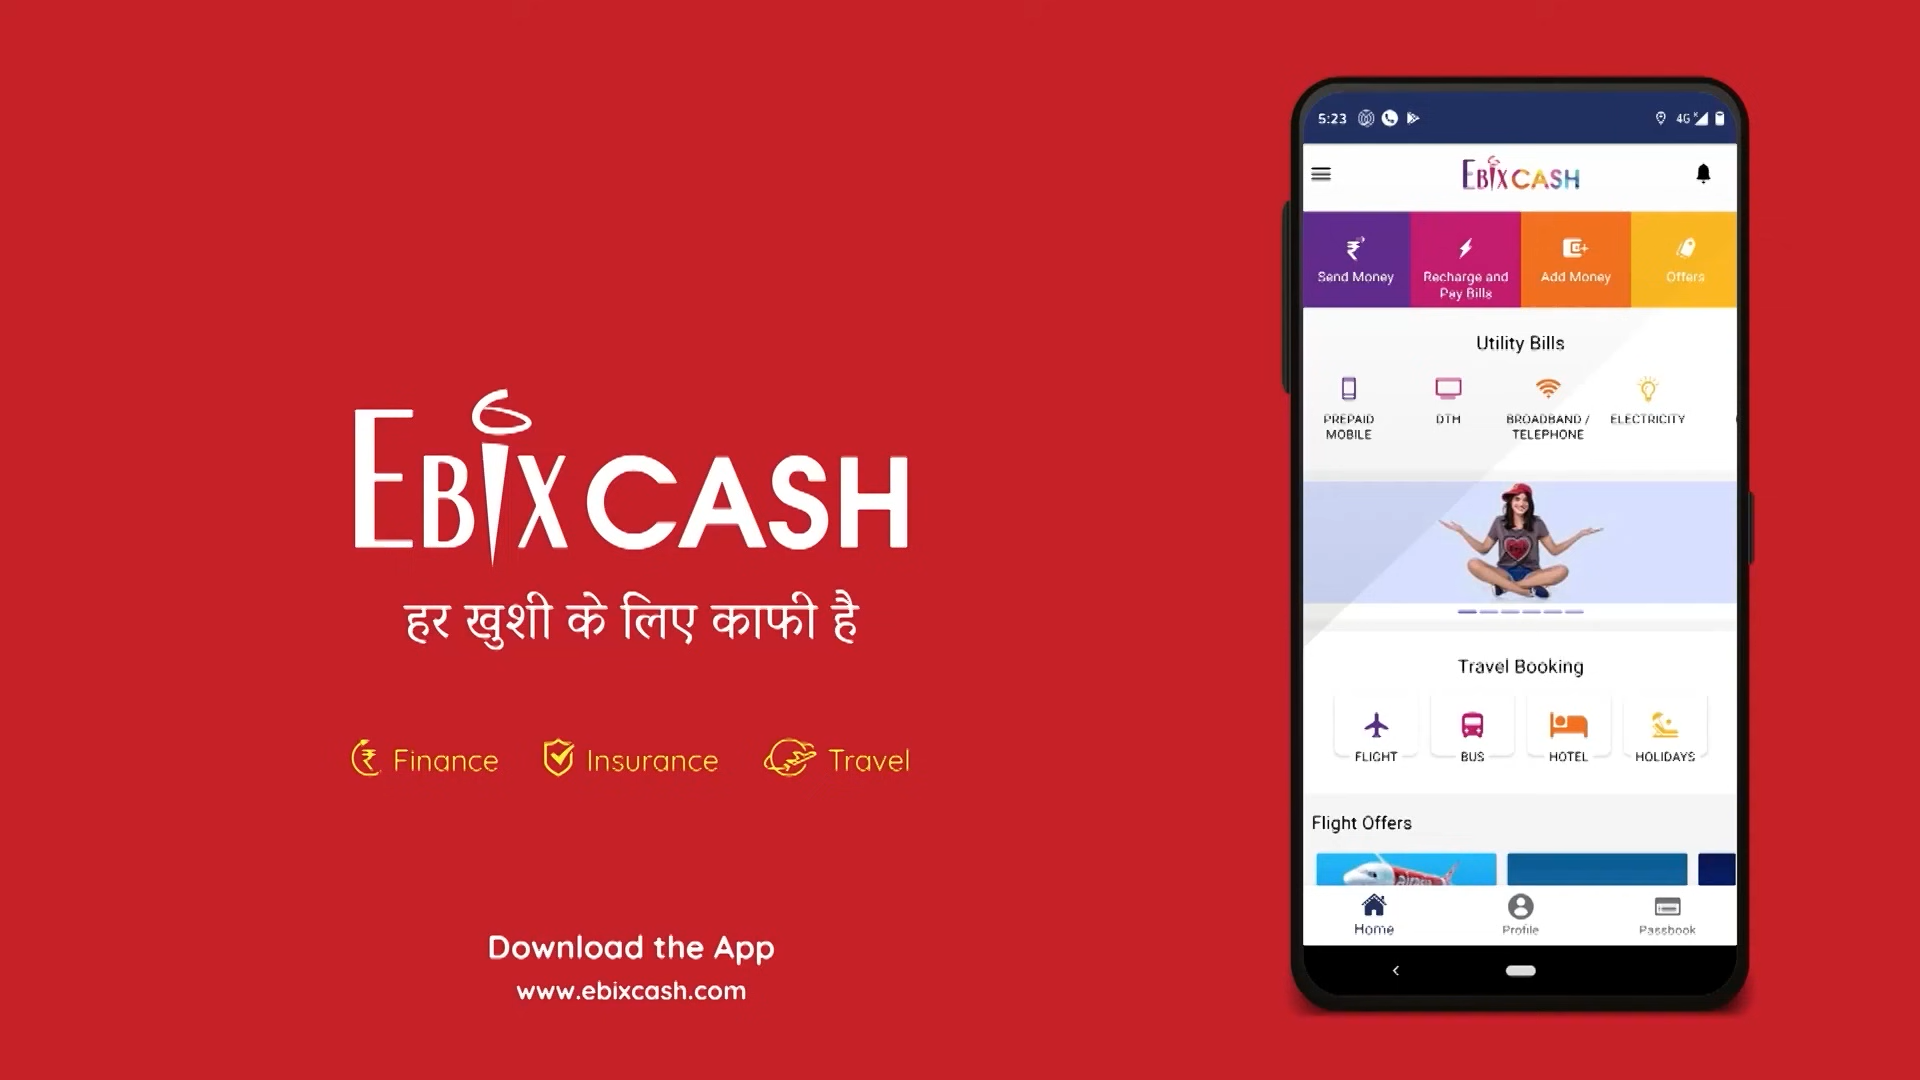 EBIXCASH
हर खुशी के लिए काफी है
Finance Insurance Travel
Download the App
www.ebixcash.com
5:23 4G
EBIXCASH
Send Money Recharge and Pay Bills Add Money Offers
Utility Bills
PREPAID MOBILE DTH BROADBAND / TELEPHONE ELECTRICITY
Travel Booking
FLIGHT BUS HOTEL HOLIDAYS
Flight Offers
Home Profile Passbook